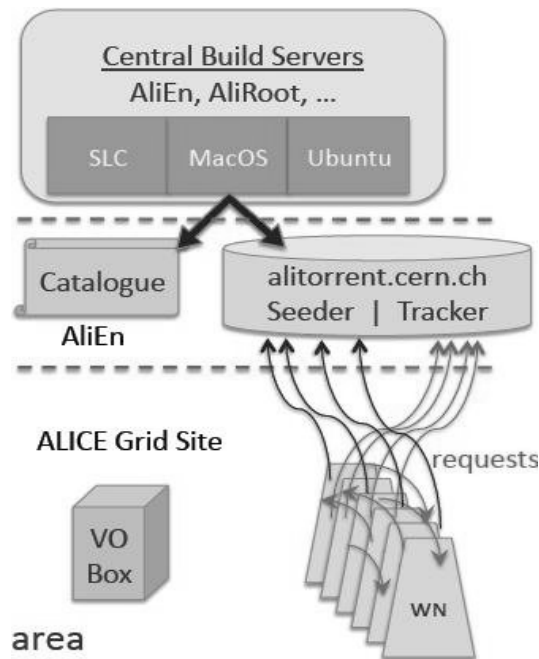 Central Build Servers
AliEn, AliRoot, ...
SLC MacOS Ubuntu
Catalogue
AliEn
alitorrent.cern.ch
Seeder | Tracker
ALICE Grid Site
requests
VO
Box
WN
area